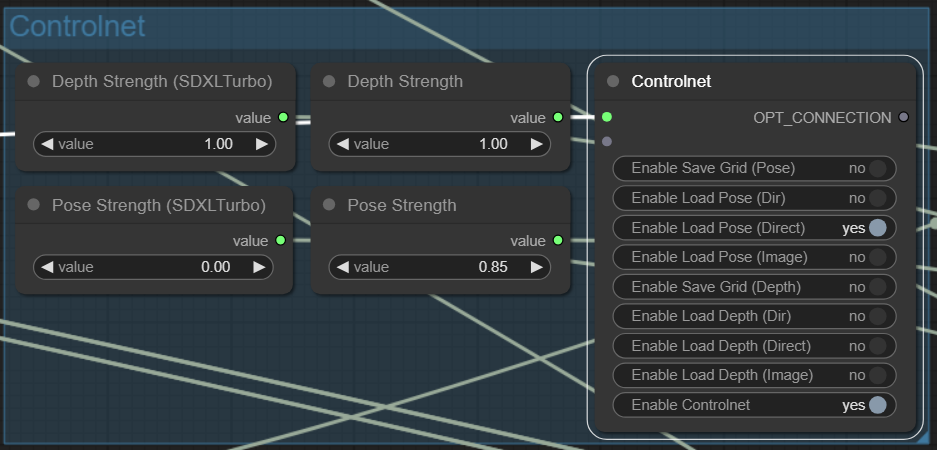 Controlnet
Depth Strength (SDXLTurbo)
value
value 1.00
Depth Strength
value
value 1.00
Pose Strength (SDXLTurbo)
value
value 0.00
Pose Strength
value
value 0.85
Controlnet
OPT_CONNECTION
Enable Save Grid (Pose) no
Enable Load Pose (Dir) no
Enable Load Pose (Direct) yes
Enable Load Pose (Image) no
Enable Save Grid (Depth) no
Enable Load Depth (Dir) no
Enable Load Depth (Direct) no
Enable Load Depth (Image) no
Enable Controlnet yes